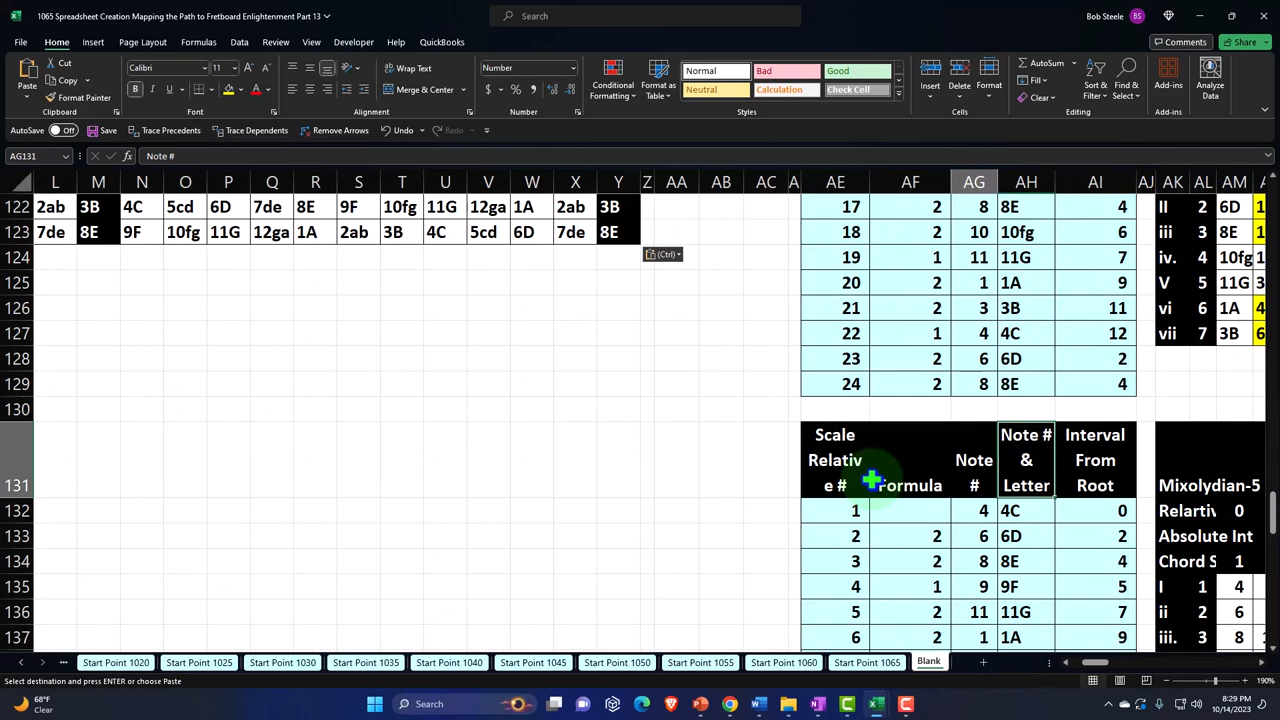 1065 Spreadsheet Creation Mapping the Path to Fretboard Enlightenment Part 13
Search
Bob Steele BS
File Home Insert Page Layout Formulas Data Review View Developer Help QuickBooks
Comments Share
Paste Cut Copy Format Painter Clipboard
Calibri 11 Font
Wrap Text Merge & Center Alignment
Number Number
Conditional Formatting Format as Table
Normal Bad Good
Neutral Calculation Check Cell
Styles
Insert Delete Format Cells
AutoSum Fill Clear Sort & Filter Find & Select Editing
Add-ins Add-ins
Analyze Data
AutoSave Off Save Trace Precedents Trace Dependents Remove Arrows Undo Redo
AG131 Note #
L M N O P Q R S T U V W X Y Z AA AB AC A AE AF AG AH AI AJ AK AL AM
122 2ab 3B 4C 5cd 6D 7de 8E 9F 10fg 11G 12ga 1A 2ab 3B 17 2 8 8E 4 II 2 6D
123 7de 8E 9F 10fg 11G 12ga 1A 2ab 3B 4C 5cd 6D 7de 8E 18 2 10 10fg 6 iii 3 8E
124 (Ctrl) 19 1 11 11G 7 iv. 4 10fg
125 20 2 1 1A 9 V 5 11G
126 21 2 3 3B 11 vi 6 1A
127 22 1 4 4C 12 vii 7 3B
128 23 2 6 6D 2
129 24 2 8 8E 4
130
131 Scale Relativ e # Formula Note # Note # & Letter Interval From Root Mixolydian-5
132 1 4 4C 0 Relartiv 0
133 2 2 6 6D 2 Absolute Int
134 3 2 8 8E 4 Chord S 1
135 4 1 9 9F 5 I 1 4
136 5 2 11 11G 7 ii 2 6
137 6 2 1 1A 9 iii. 3 8
Start Point 1020 Start Point 1025 Start Point 1030 Start Point 1035 Start Point 1040 Start Point 1045 Start Point 1050 Start Point 1055 Start Point 1060 Start Point 1065 Blank
Select destination and press ENTER or choose Paste
190%
68°F
Clear
Search
8:29 PM
10/14/2023